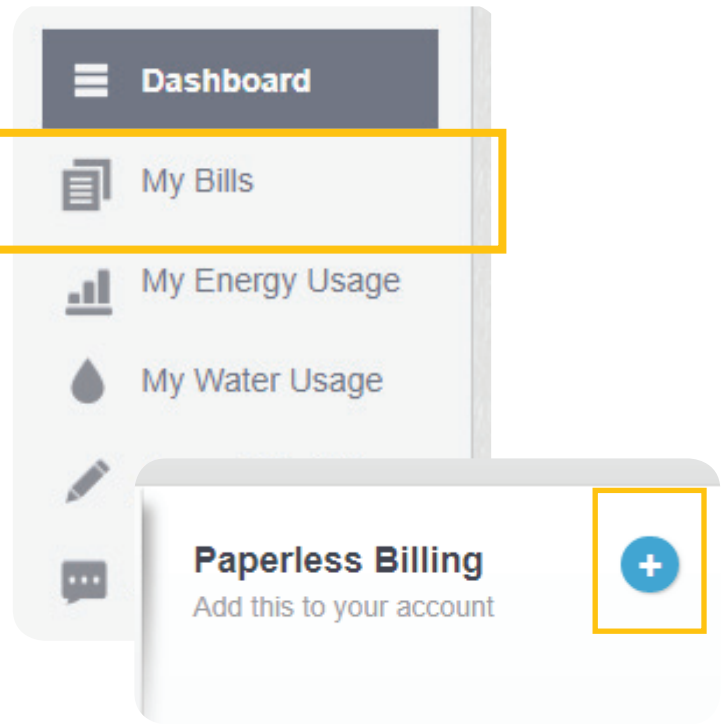 Dashboard
My Bills
My Energy Usage
My Water Usage
Paperless Billing
Add this to your account